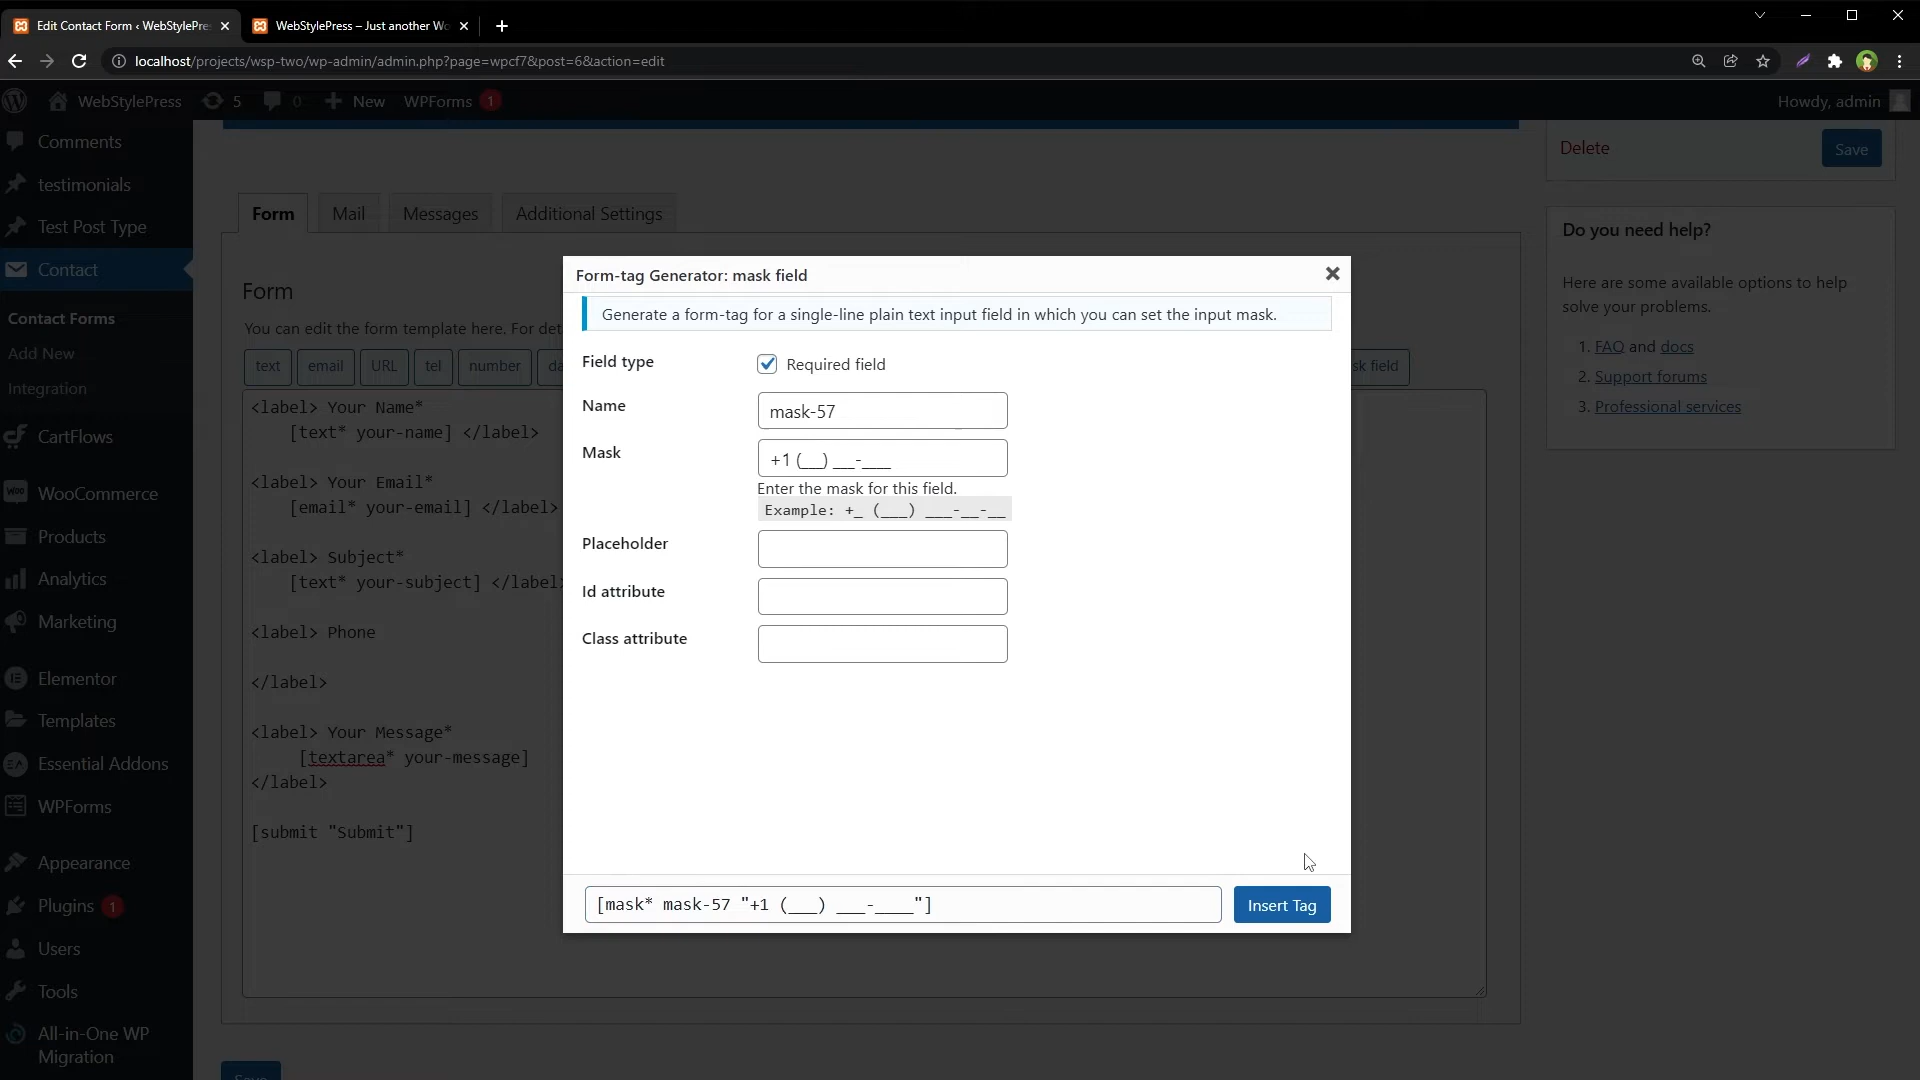 Edit Contact Form ‹ WebStylePre
WebStylePress – Just another Wo
localhost/projects/wsp-two/wp-admin/admin.php?page=wpcf7&post=6&action=edit
WebStylePress
5
0
New
WPForms
1
Howdy, admin
Comments
testimonials
Test Post Type
Contact
Contact Forms
Add New
Integration
CartFlows
WooCommerce
Products
Analytics
Marketing
Elementor
Templates
Essential Addons
WPForms
Appearance
Plugins 1
Users
Tools
All-in-One WP
Migration
Form
Mail
Messages
Additional Settings
Form
You can edit the form template here. For det
text
email
URL
tel
number
da
sk field
<label> Your Name*
[text* your-name] </label>
<label> Your Email*
[email* your-email] </label>
<label> Subject*
[text* your-subject] </label>
<label> Phone
</label>
<label> Your Message*
[textarea* your-message]
</label>
[submit "Submit"]
Save
Form-tag Generator: mask field
Generate a form-tag for a single-line plain text input field in which you can set the input mask.
Field type
Required field
Name
mask-57
Mask
+1 (___) ___-____
Enter the mask for this field.
Example: +_ (___) ___-__-__
Placeholder
Id attribute
Class attribute
[mask* mask-57 "+1 (___) ___-____"]
Insert Tag
Delete
Save
Do you need help?
Here are some available options to help
solve your problems.
1. FAQ and docs
2. Support forums
3. Professional services